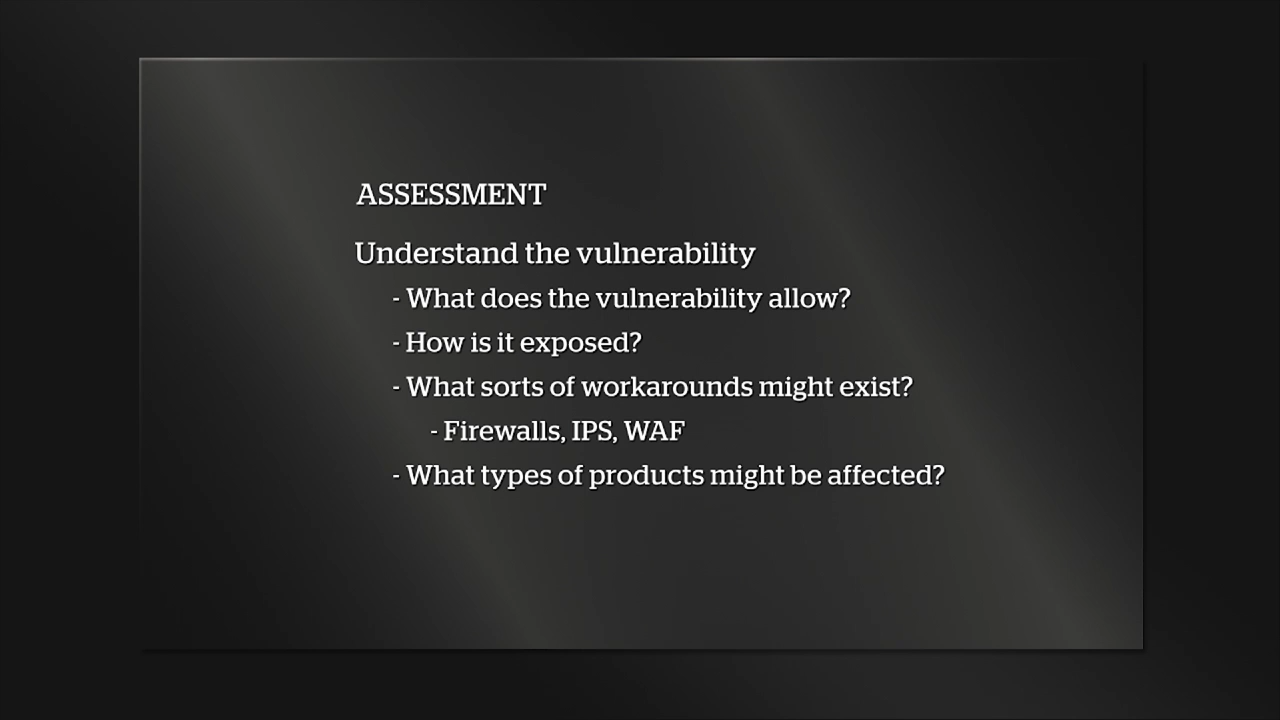 ASSESSMENT
Understand the vulnerability
- What does the vulnerability allow?
- How is it exposed?
- What sorts of workarounds might exist?
- Firewalls, IPS, WAF
- What types of products might be affected?